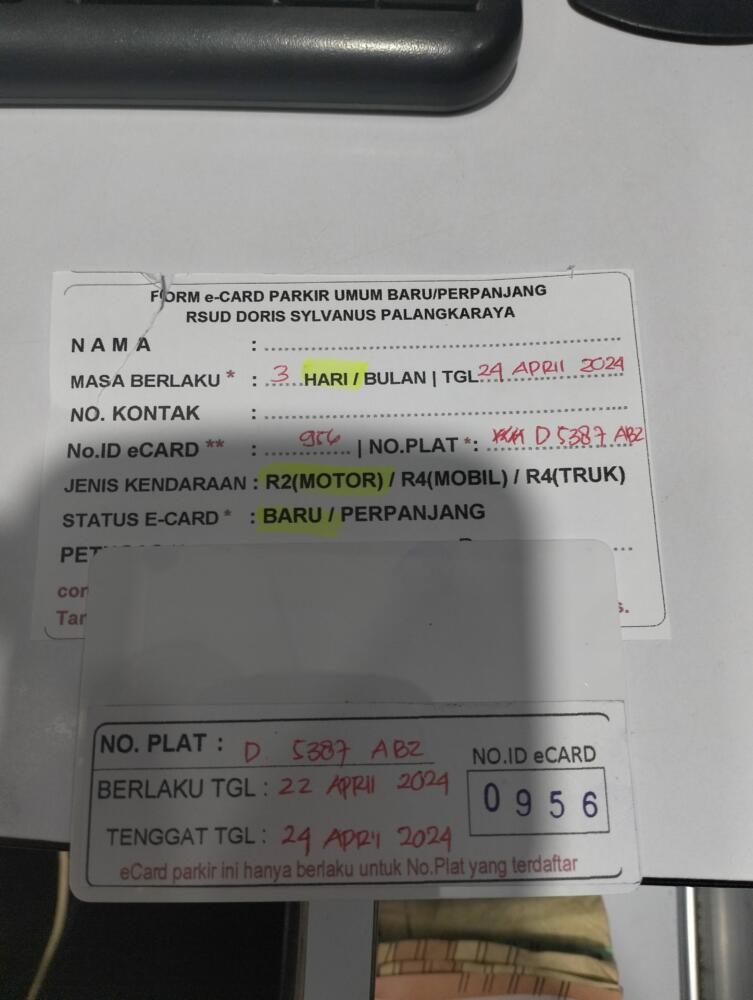 FORM e-CARD PARKIR UMUM BARU/PERPANJANG
RSUD DORIS SYLVANUS PALANGKARAYA
NAMA :
MASA BERLAKU * : 3 HARI / BULAN | TGL 24 APRIL 2024
NO. KONTAK :
No.ID eCARD ** : 956 | NO.PLAT *: D 5387 ABZ
JENIS KENDARAAN : R2(MOTOR) / R4(MOBIL) / R4(TRUK)
STATUS E-CARD * : BARU / PERPANJANG
NO. PLAT : D 5387 ABZ
NO.ID eCARD
BERLAKU TGL : 22 APRIL 2024
0956
TENGGAT TGL : 24 APRIL 2024
eCard parkir ini hanya berlaku untuk No.Plat yang terdaftar